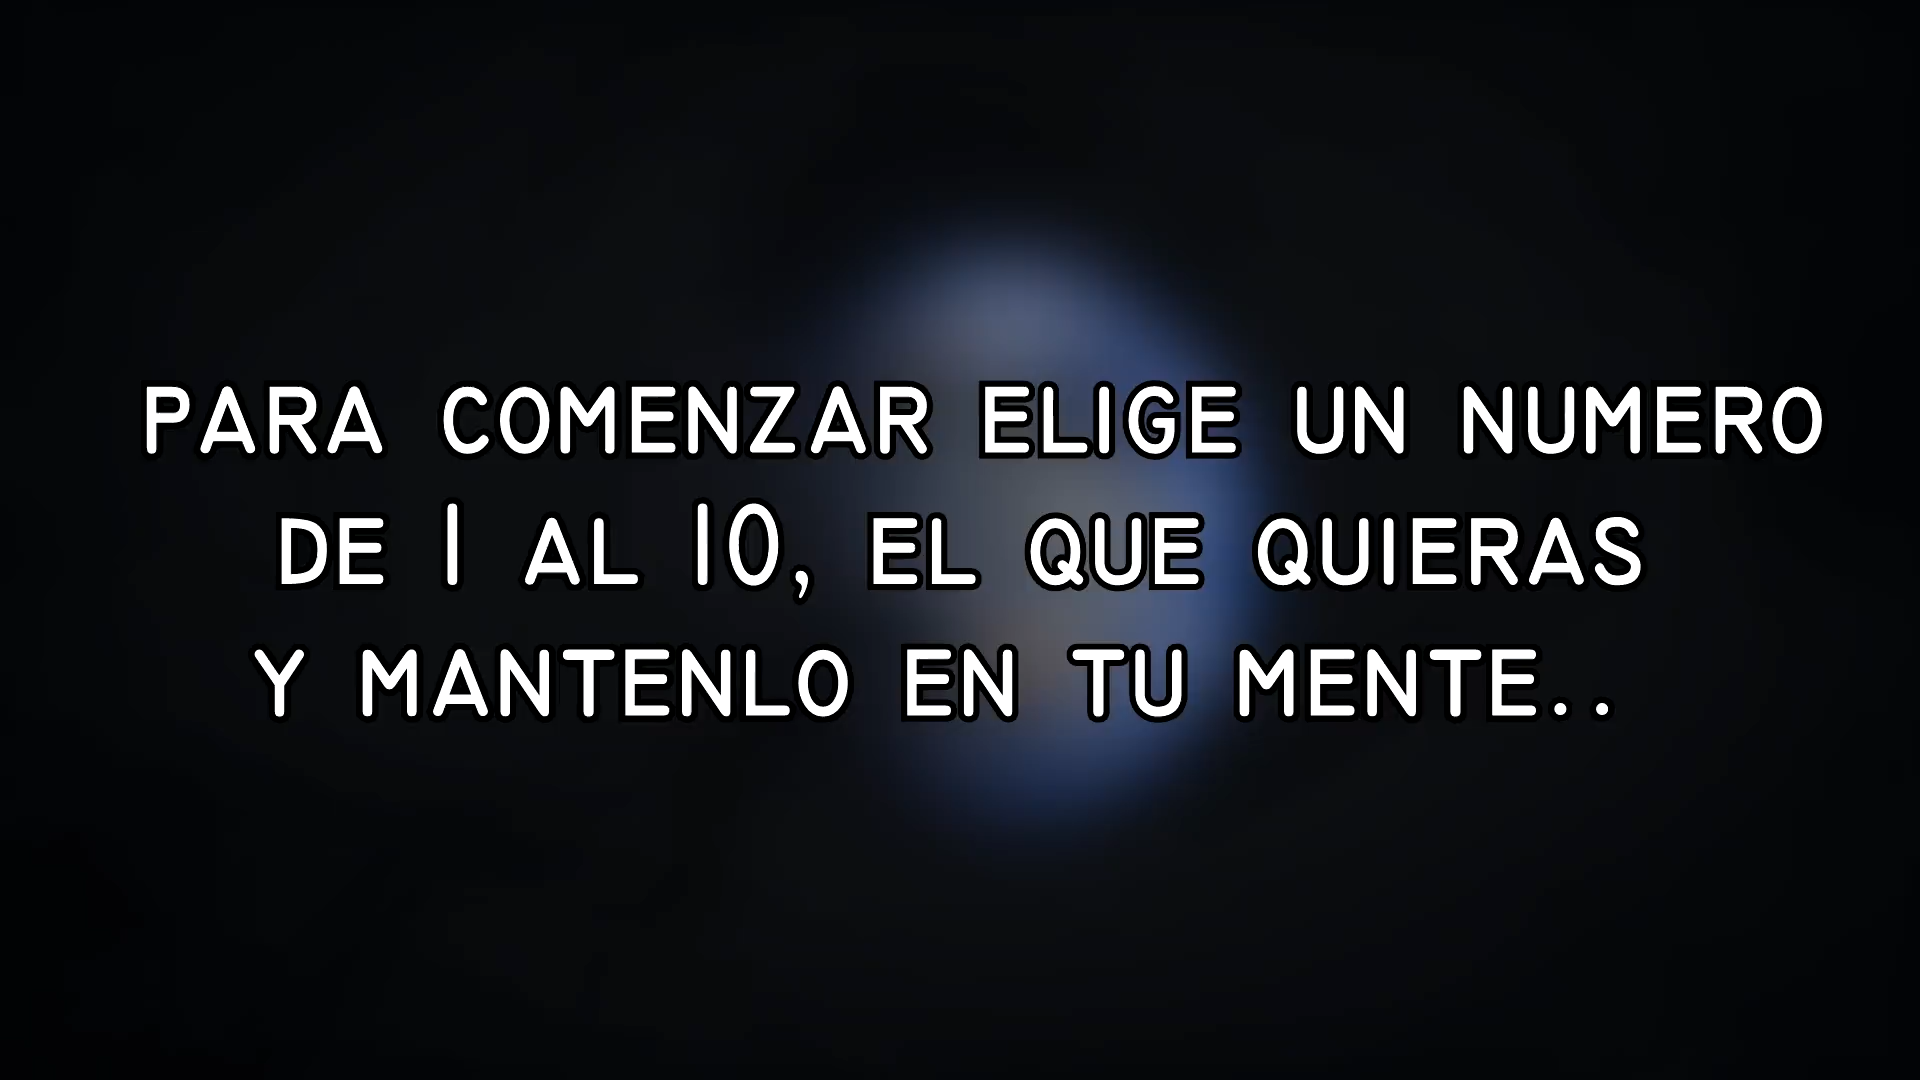 PARA COMENZAR ELIGE UN NUMERO
DE 1 AL 10, EL QUE QUIERAS
Y MANTENLO EN TU MENTE..